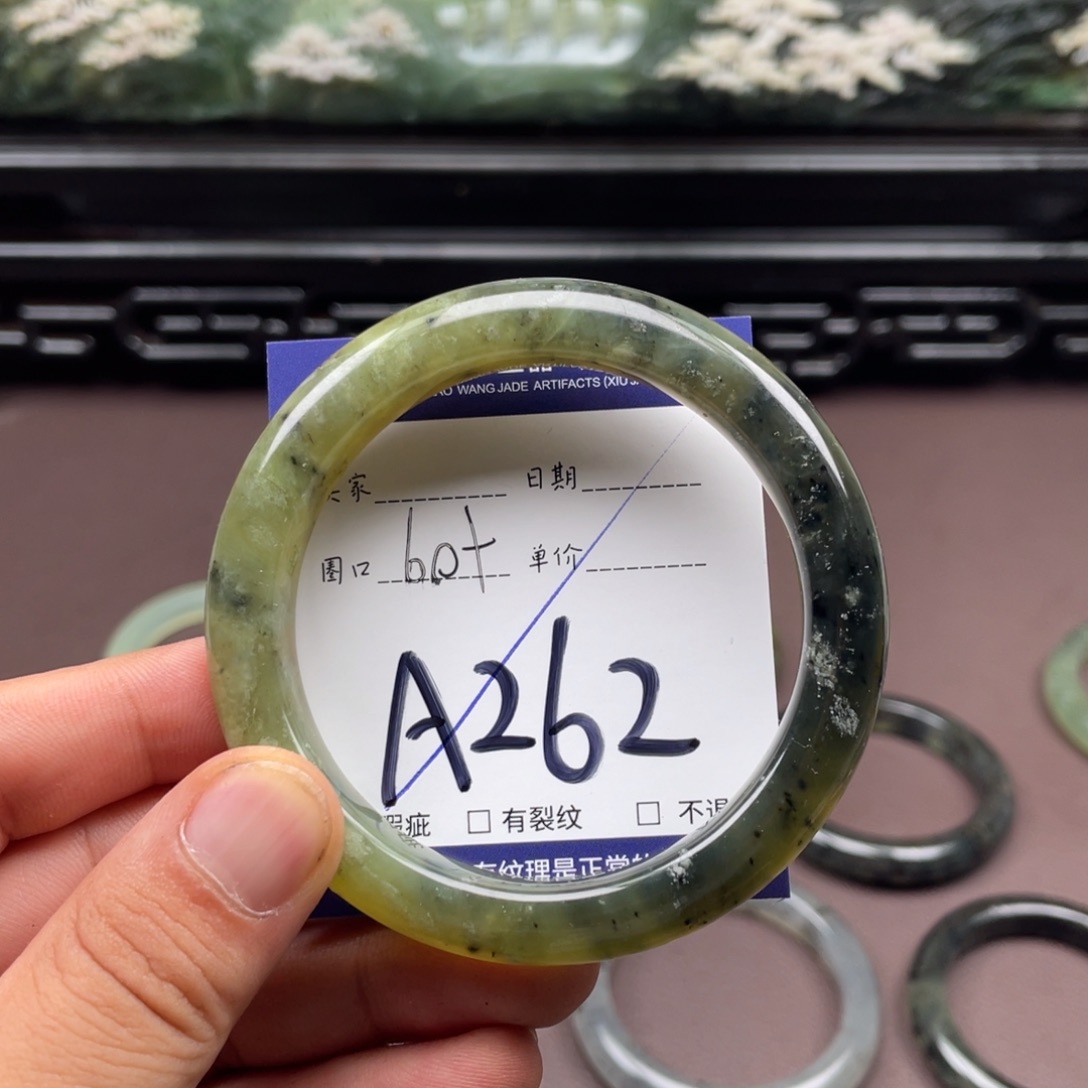 WANG JADE ARTIFACTS (XIU
家 日期
圈口 60+ 单价
A262
瑕疵 □ 有裂纹 □ 不退
有纹理是正常